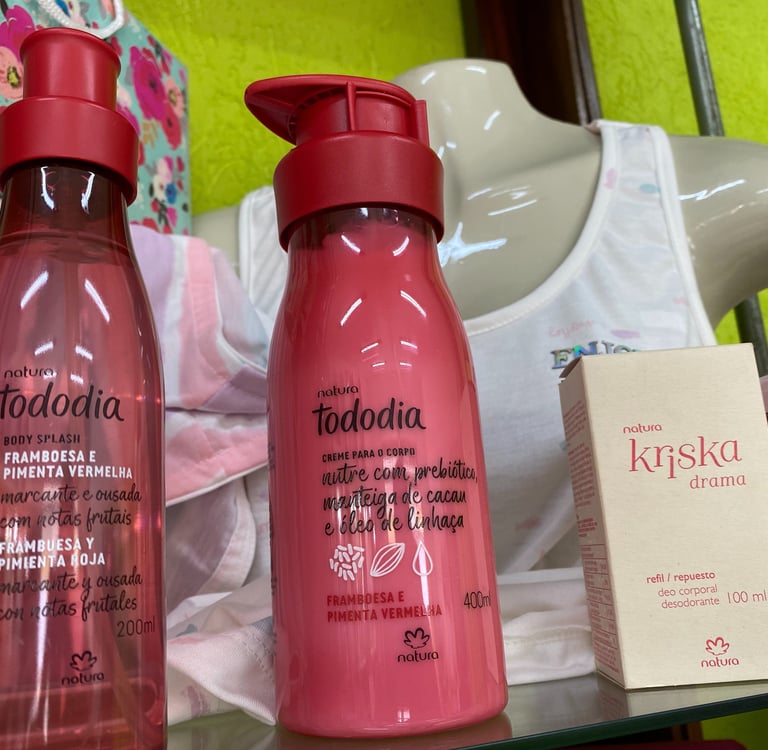 natura
tododia
BODY SPLASH
FRAMBOESA E
PIMENTA VERMELHA
marcante e ousada
com notas frutais
FRAMBUESA Y
PIMIENTA ROJA
marcante y ousada
con notas frutales
200ml
natura
natura
tododia
CREME PARA O CORPO
nutre com prebiótico,
manteiga de cacau
e óleo de linhaça
FRAMBOESA E
PIMENTA VERMELHA
400ml
natura
ENJO
natura
kriska
drama
refil / repuesto
deo corporal
desodorante 100 ml
natura